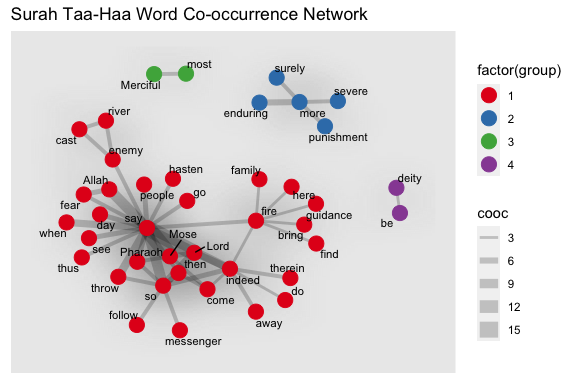 Surah Taa-Haa Word Co-occurrence Network
most
Merciful
surely
severe
enduring
more
punishment
river
cast
enemy
Allah
hasten
people
go
fear
day
say
when
see
thus
Mose
Pharaoh
Lord
then
throw
so
come
indeed
follow
messenger
family
here
fire
guidance
bring
find
therein
do
away
deity
be
factor(group)
1
2
3
4
cooc
3
6
9
12
15